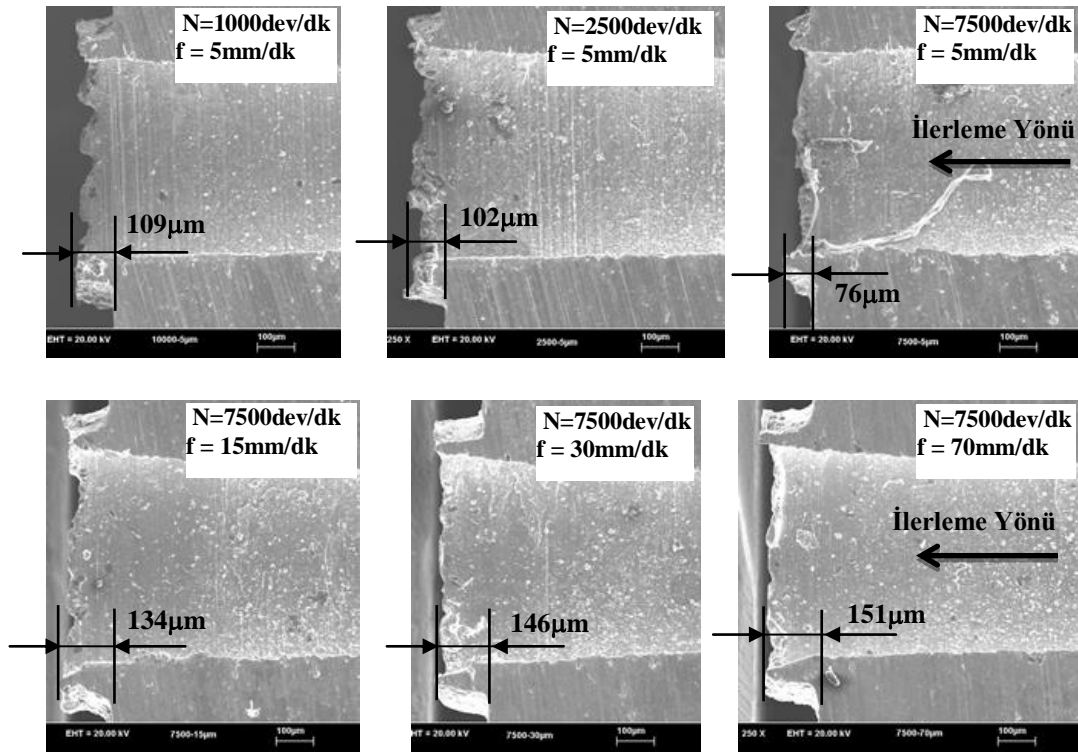 N=1000dev/dk
f = 5mm/dk
109µm
EHT = 20.00 kV 10000-5µm 100µm
N=2500dev/dk
f = 5mm/dk
102µm
250 X EHT = 20.00 kV 2500-5µm 100µm
N=7500dev/dk
f = 5mm/dk
İlerleme Yönü
76µm
EHT = 20.00 kV 7500-5µm 100µm
N=7500dev/dk
f = 15mm/dk
134µm
EHT = 20.00 kV 7500-15µm 100µm
N=7500dev/dk
f = 30mm/dk
146µm
EHT = 20.00 kV 7500-30µm 100µm
N=7500dev/dk
f = 70mm/dk
İlerleme Yönü
151µm
250 X EHT = 20.00 kV 7500-70µm 100µm